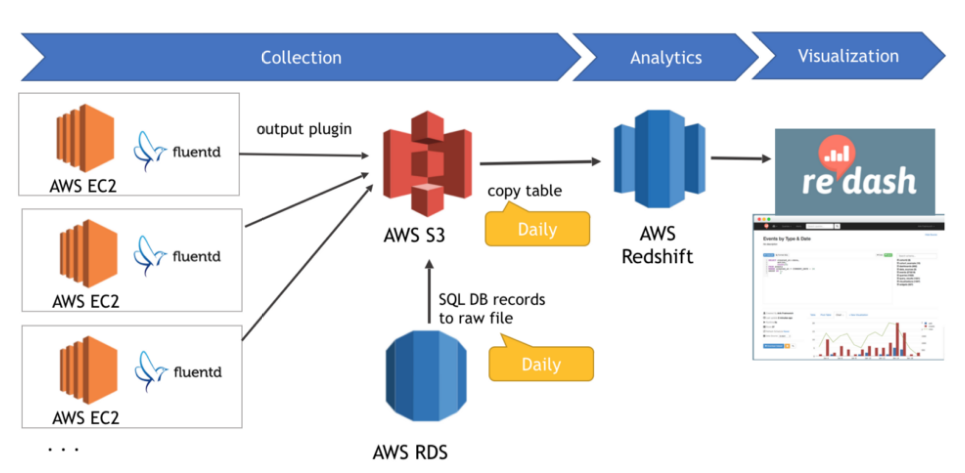 Collection
Analytics
Visualization
output plugin
fluentd
AWS EC2
fluentd
AWS EC2
fluentd
AWS EC2
. . .
AWS S3
copy table
Daily
SQL DB records
to raw file
Daily
AWS RDS
AWS
Redshift
re dash
Events by Type & Date